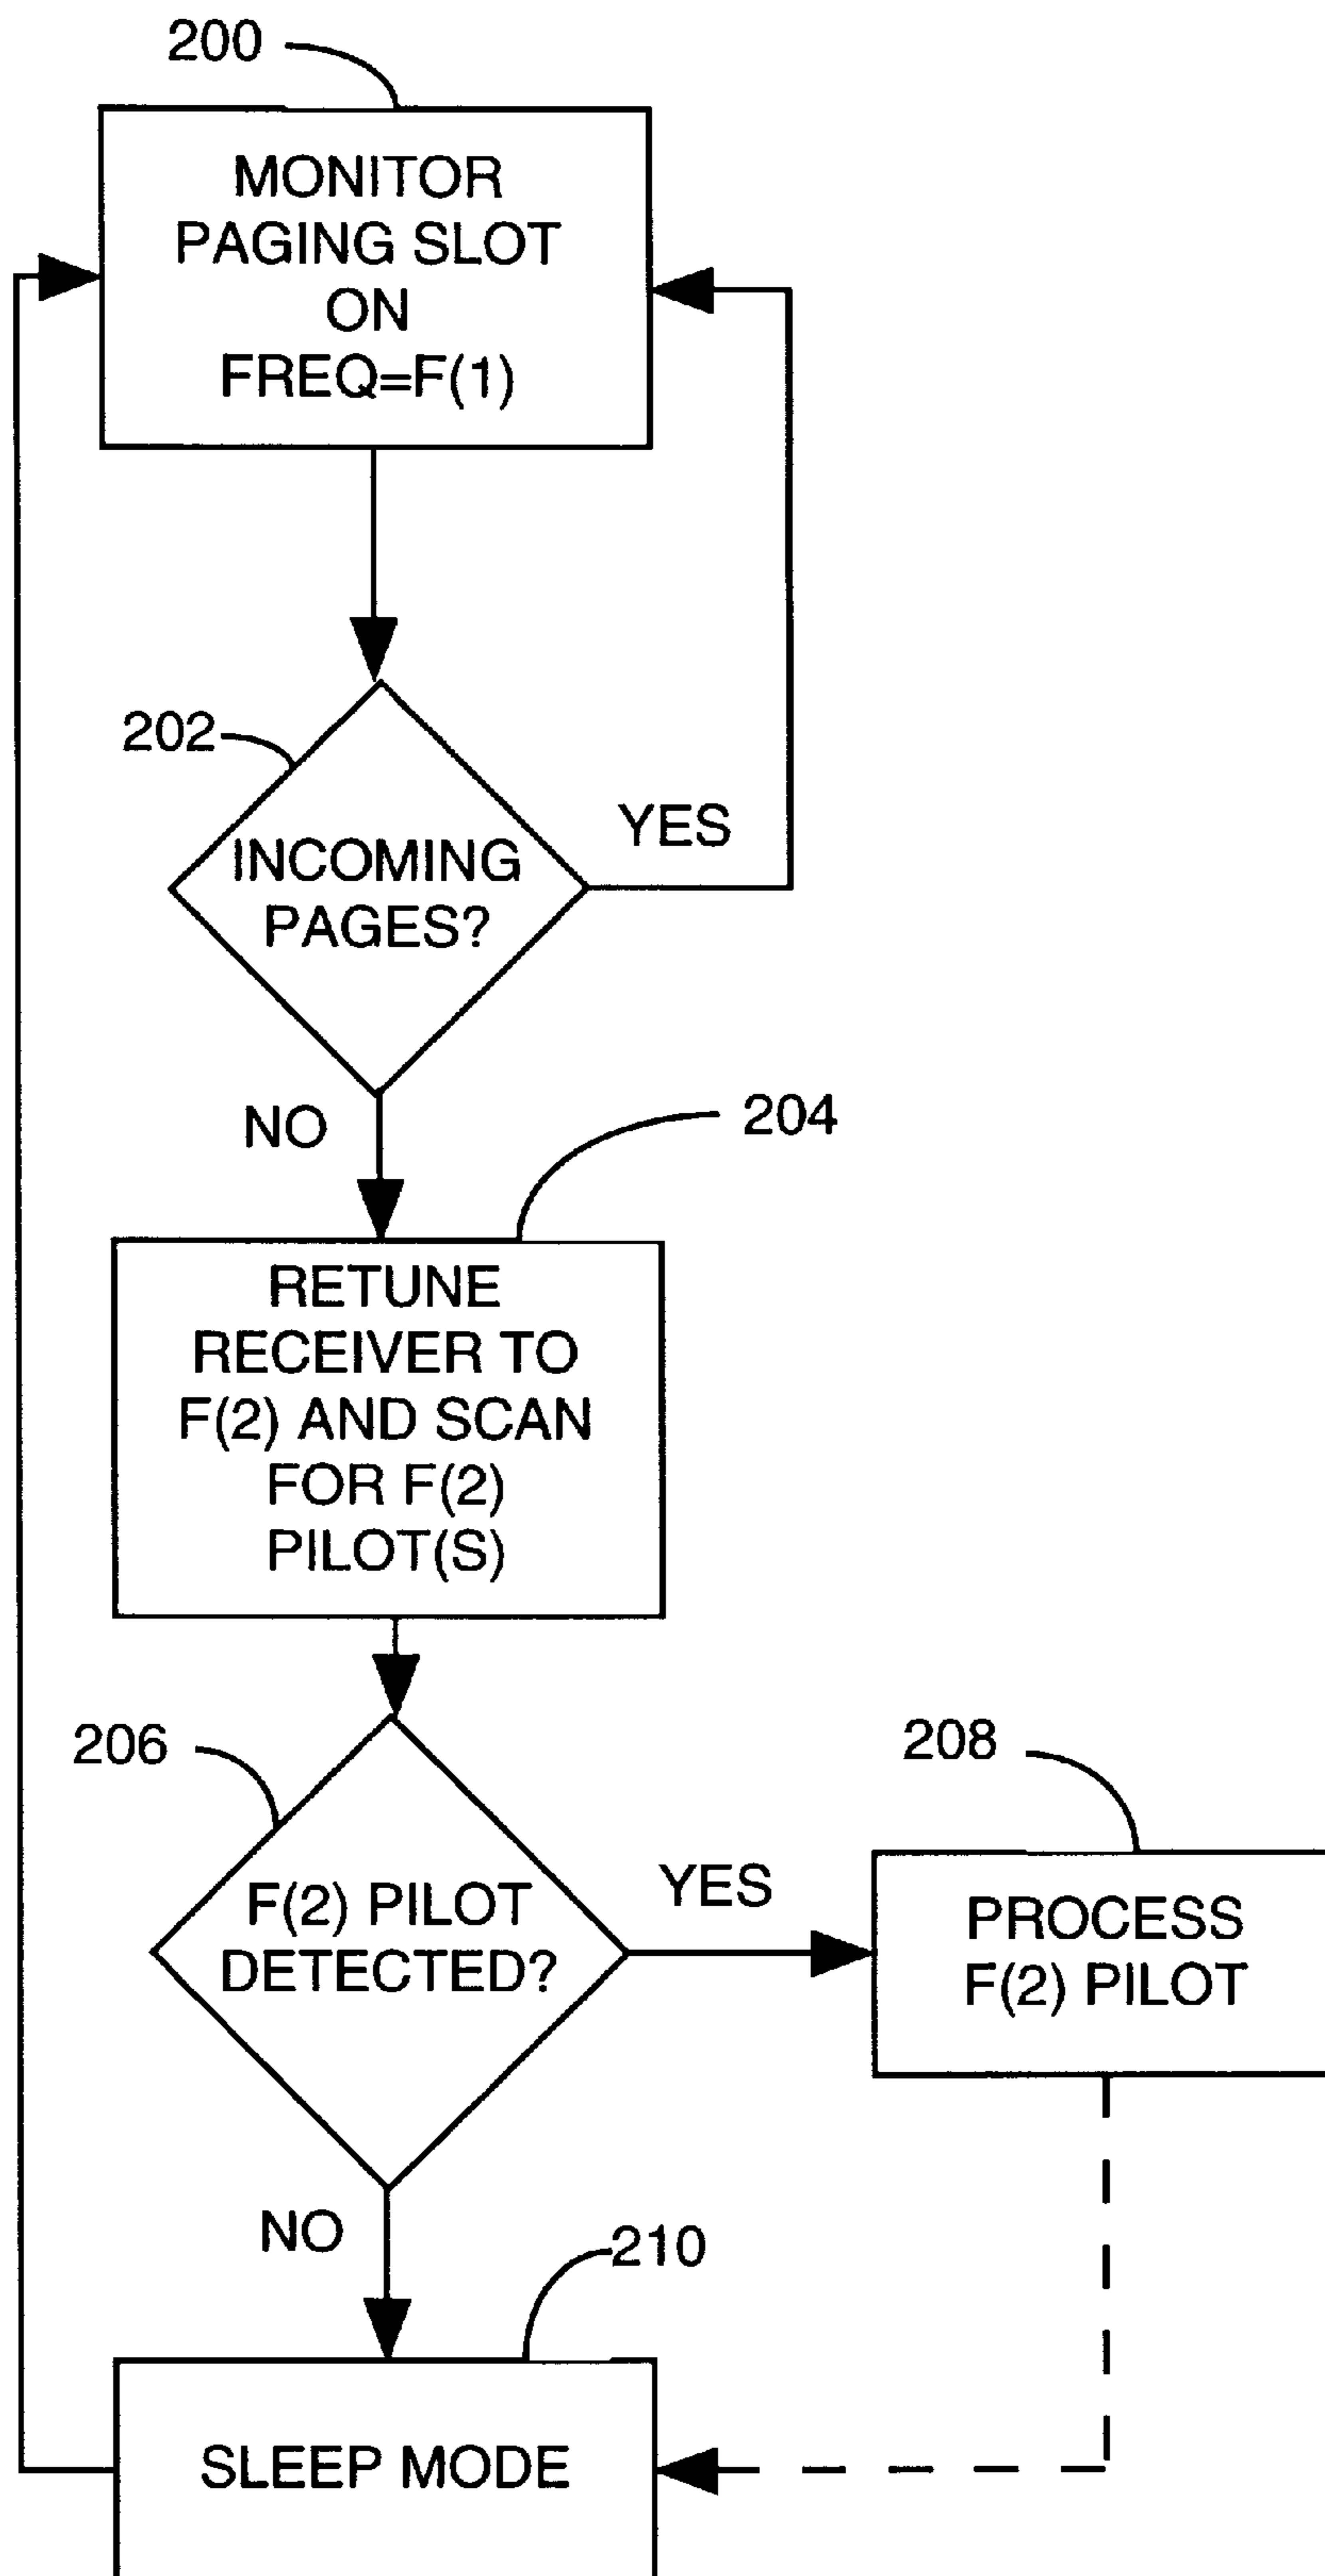 200
MONITOR
PAGING SLOT
ON
FREQ=F(1)
202
INCOMING
PAGES?
YES
NO
204
RETUNE
RECEIVER TO
F(2) AND SCAN
FOR F(2)
PILOT(S)
206
F(2) PILOT
DETECTED?
YES
208
PROCESS
F(2) PILOT
NO
210
SLEEP MODE